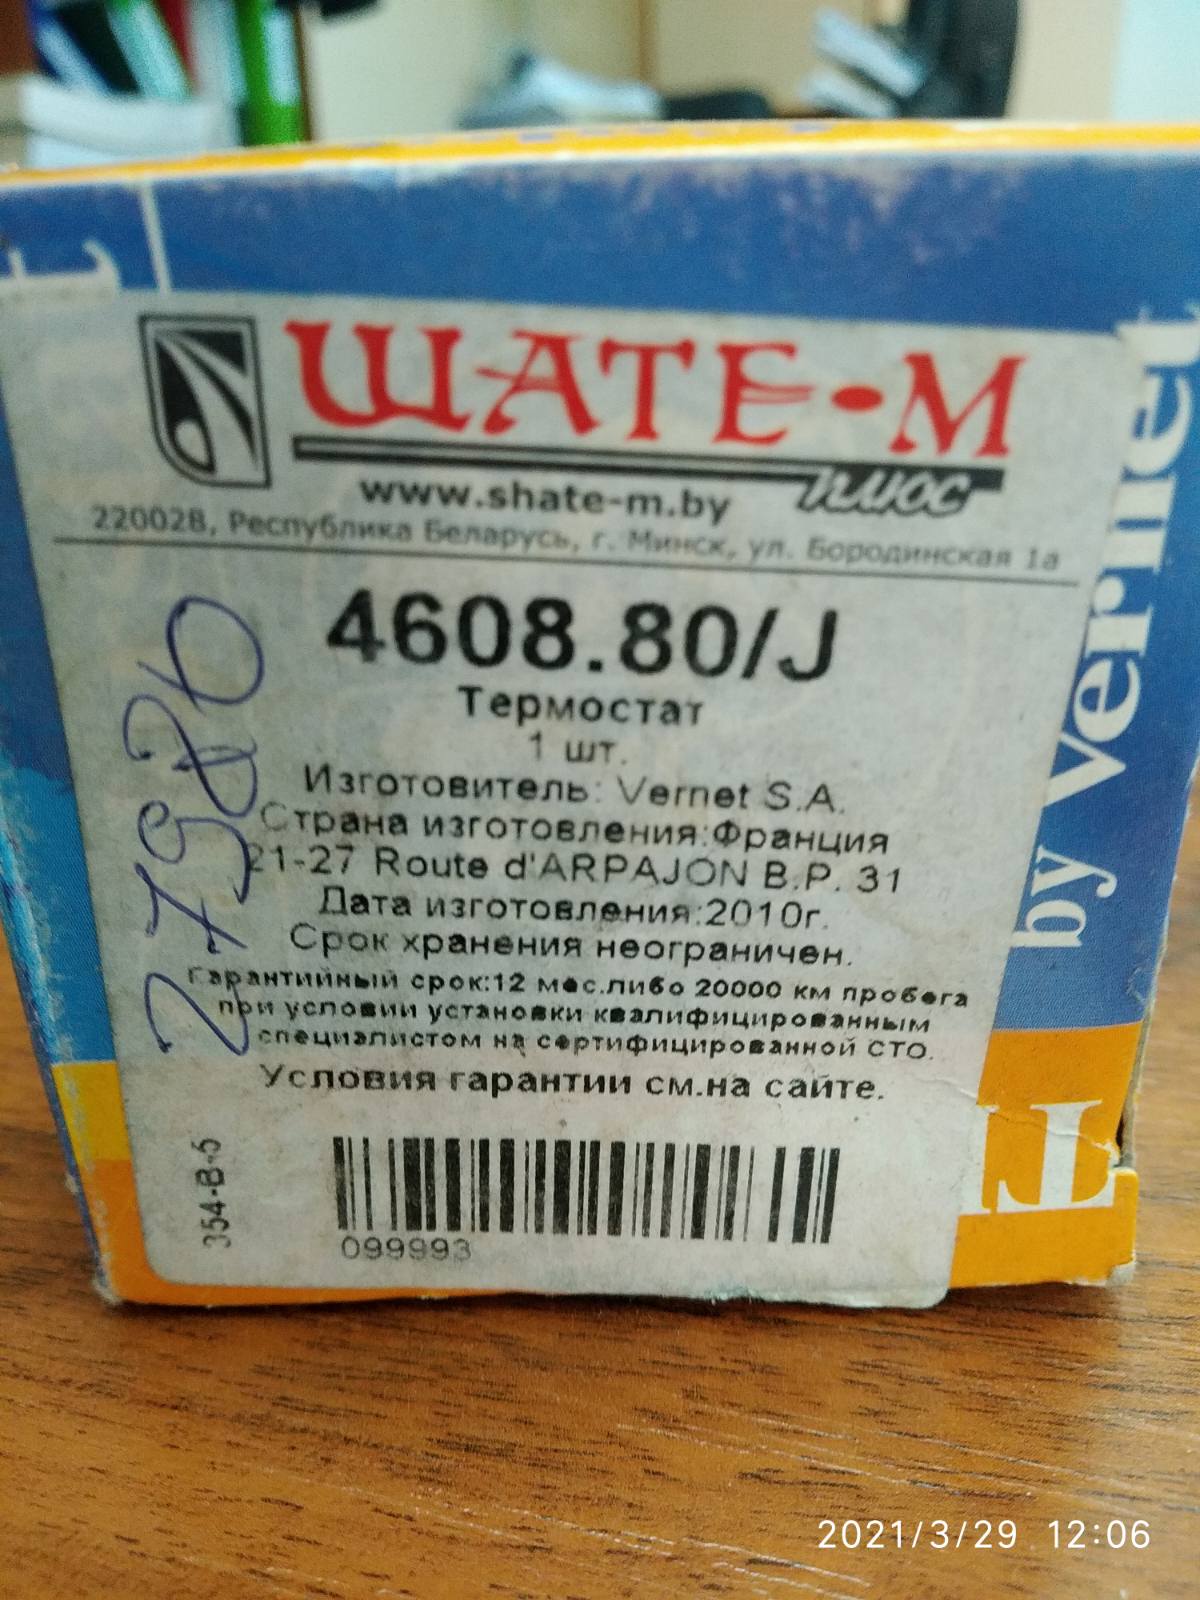 ШАТЕ-М
плюс
www.shate-m.by
220028, Республика Беларусь, г. Минск, ул. Бородинская 1а
4608.80/J
Термостат
1 шт.
Изготовитель: Vernet S.A.
Страна изготовления:Франция
21-27 Route d'ARPAJON B.P. 31
Дата изготовления:2010г.
Срок хранения неограничен.
Гарантийный срок:12 мес.либо 20000 км пробега
при условии установки квалифицированным
специалистом на сертифицированной СТО.
Условия гарантии см.на сайте.
354-B-5
099993
by Vernet
2021/3/29 12:06